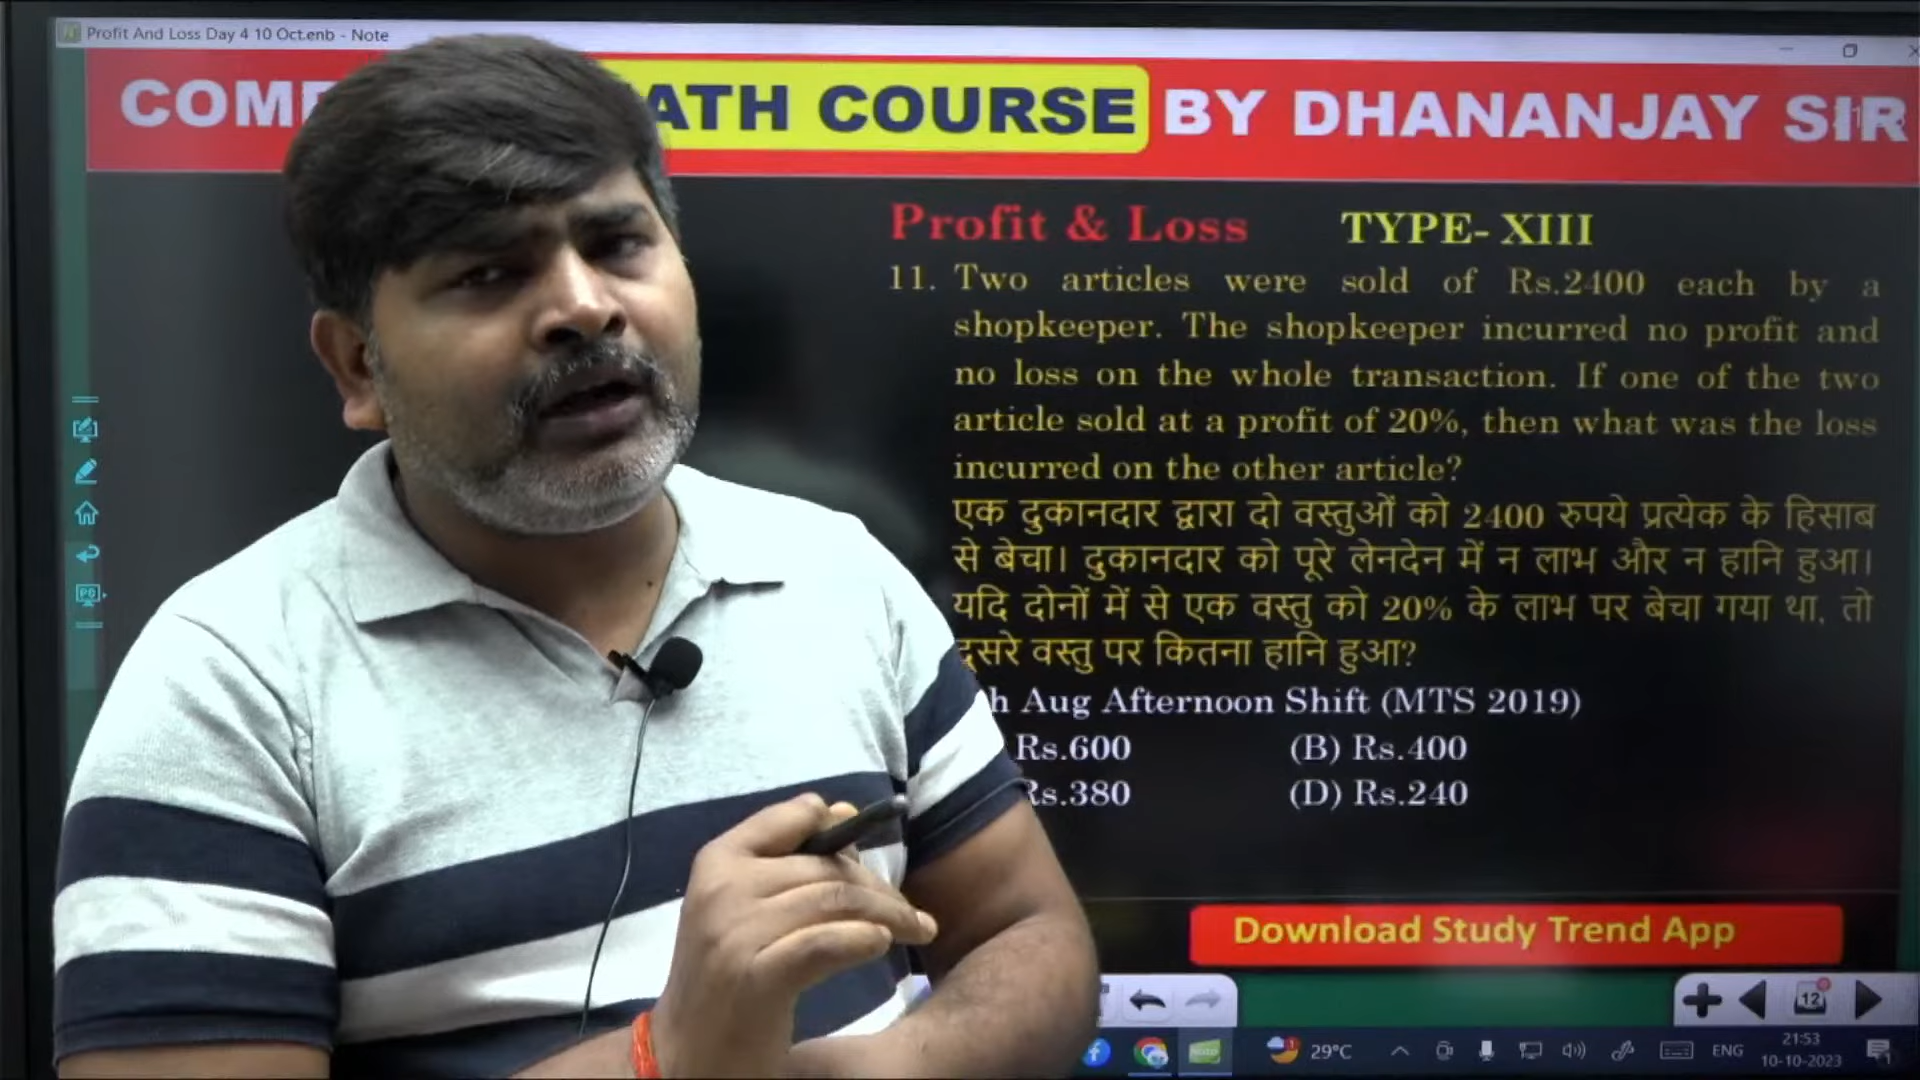 Profit And Loss Day 4 10 Oct.enb - Note
COURSE BY DHANANJAY SIR
Profit & Loss TYPE- XIII
11. Two articles were sold of Rs.2400 each by a
shopkeeper. The shopkeeper incurred no profit and
no loss on the whole transaction. If one of the two
article sold at a profit of 20%, then what was the loss
incurred on the other article?
एक दुकानदार द्वारा दो वस्तुओं को 2400 रुपये प्रत्येक के हिसाब
से बेचा। दुकानदार को पूरे लेनदेन में न लाभ और न हानि हुआ।
यदि दोनों में से एक वस्तु को 20% के लाभ पर बेचा गया था, तो
दुसरे वस्तु पर कितना हानि हुआ?
Aug Afternoon Shift (MTS 2019)
Rs.600 (B) Rs.400
Rs.380 (D) Rs.240
Download Study Trend App
12
29°C ENG 21:53
10-10-2023